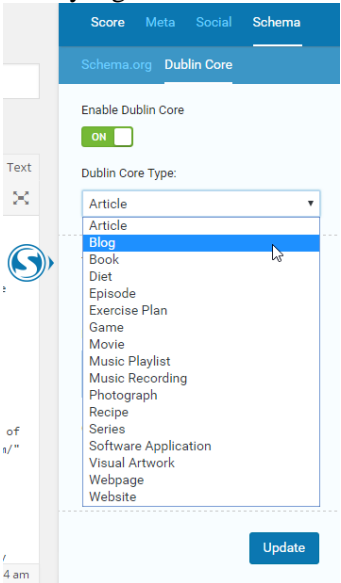 Score Meta Social Schema
Schema.org Dublin Core
Enable Dublin Core
ON
Text
Dublin Core Type:
Article
Article
Blog
Book
Diet
Episode
Exercise Plan
Game
Movie
Music Playlist
Music Recording
Photograph
of
Recipe
Series
Software Application
Visual Artwork
Webpage
Website
Update
4 am